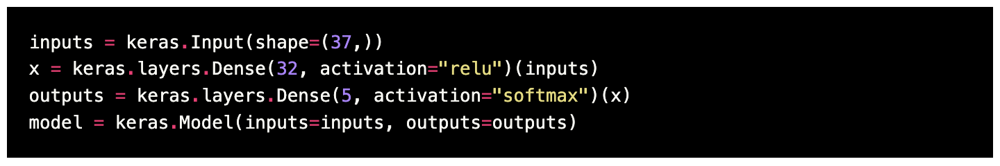 inputs = keras.Input(shape=(37,))
x = keras.layers.Dense(32, activation="relu")(inputs)
outputs = keras.layers.Dense(5, activation="softmax")(x)
model = keras.Model(inputs=inputs, outputs=outputs)